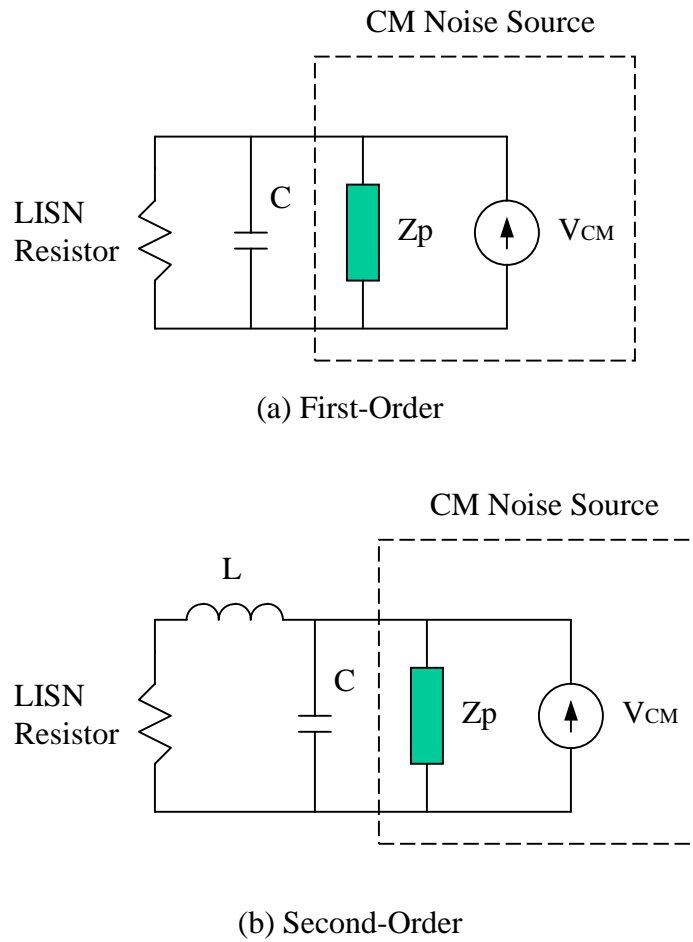 CM Noise Source
C
LISN
Resistor
Zp
VCM
(a) First-Order
CM Noise Source
L
C
LISN
Resistor
Zp
VCM
(b) Second-Order